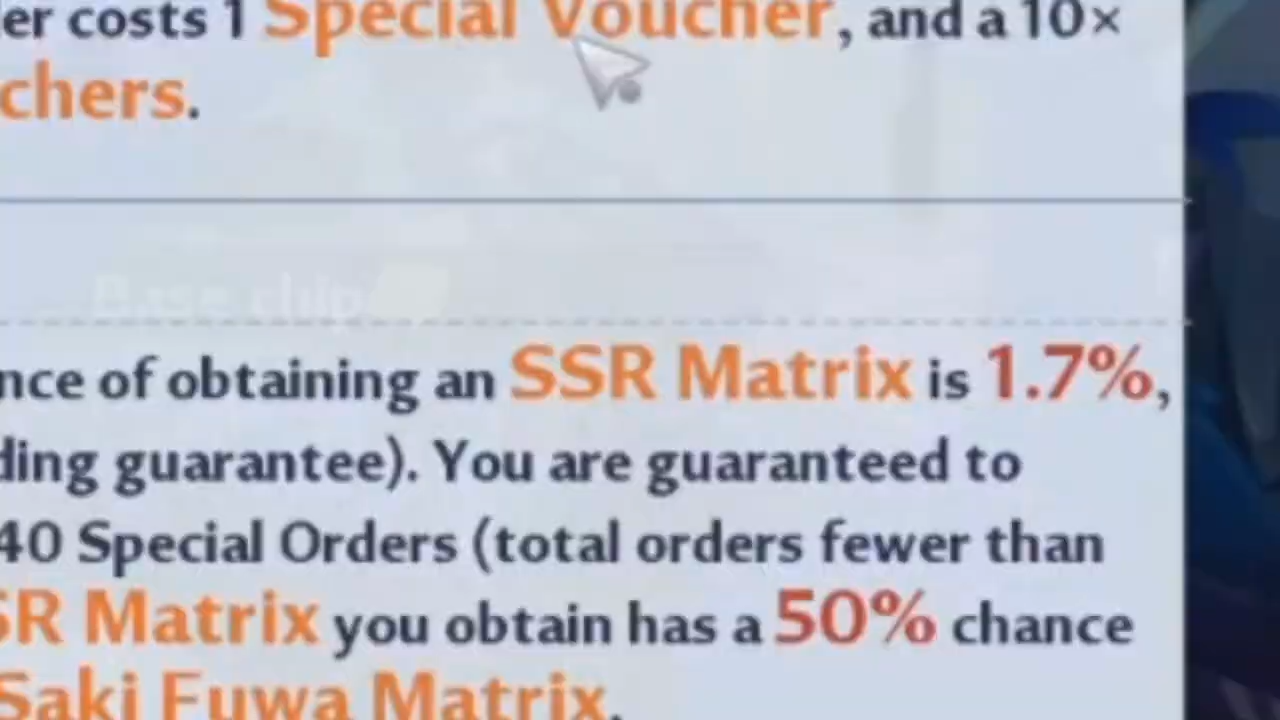 er costs 1 Special Voucher, and a 10×
chers.
Base chip
nce of obtaining an SSR Matrix is 1.7%,
ding guarantee). You are guaranteed to
40 Special Orders (total orders fewer than
SR Matrix you obtain has a 50% chance
Saki Fuwa Matrix.